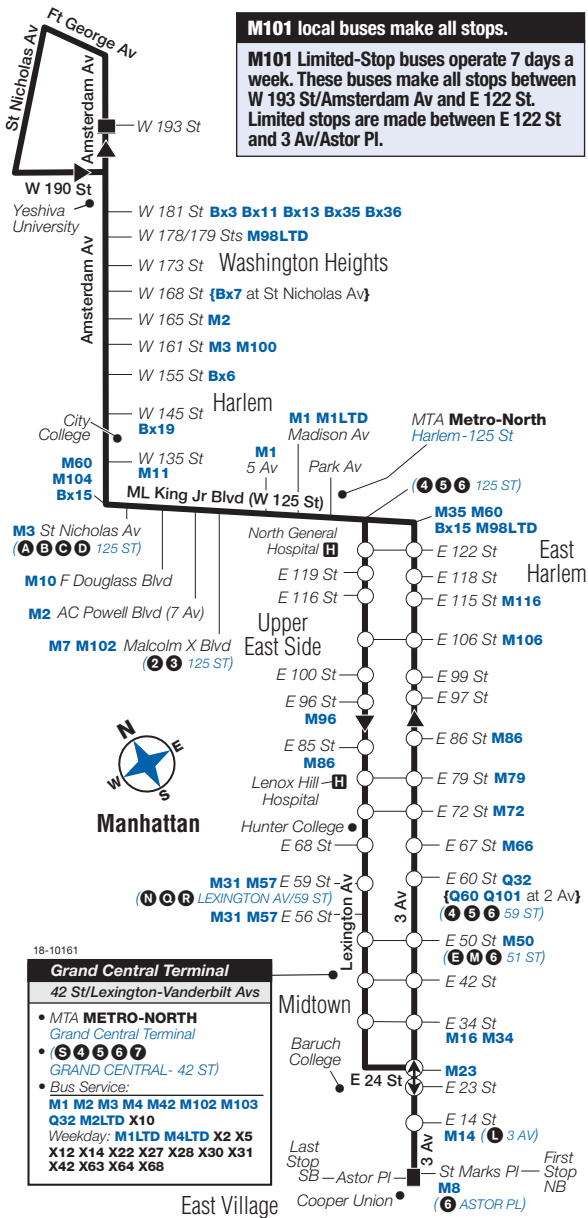 M101 local buses make all stops.
M101 Limited-Stop buses operate 7 days a
week. These buses make all stops between
W 193 St/Amsterdam Av and E 122 St.
Limited stops are made between E 122 St
and 3 Av/Astor Pl.
Ft George Av
St Nicholas Av
Amsterdam Av
W 193 St
W 190 St
Yeshiva
University
W 181 St Bx3 Bx11 Bx13 Bx35 Bx36
W 178/179 Sts M98LTD
W 173 St
Washington Heights
Amsterdam Av
W 168 St {Bx7 at St Nicholas Av}
W 165 St M2
W 161 St M3 M100
W 155 St Bx6
Harlem
W 145 St
Bx19
City
College
W 135 St
M11
M60
M104
Bx15
ML King Jr Blvd (W 125 St)
M1
5 Av
M1 M1LTD
Madison Av
Park Av
MTA Metro-North
Harlem-125 St
(4 5 6 125 ST)
M3 St Nicholas Av
(A B C D 125 ST)
M10 F Douglass Blvd
M2 AC Powell Blvd (7 Av)
M7 M102 Malcolm X Blvd
(2 3 125 ST)
M35 M60
Bx15 M98LTD
North General
Hospital H
E 122 St
East
Harlem
E 119 St
E 118 St
E 116 St
E 115 St M116
Upper
East Side
E 106 St M106
E 100 St
E 99 St
E 96 St
M96
E 97 St
E 85 St
M86
E 86 St M86
N
E
S
W
Manhattan
Lenox Hill
Hospital
H
E 79 St M79
E 72 St M72
Hunter College
E 68 St
E 67 St M66
M31 M57 E 59 St
(N Q R LEXINGTON AV/59 ST)
E 60 St Q32
{Q60 Q101 at 2 Av}
(4 5 6 59 ST)
M31 M57 E 56 St
Lexington Av
3 Av
E 50 St M50
(E M 6 51 ST)
18-10161
Grand Central Terminal
42 St/Lexington-Vanderbilt Avs
• MTA METRO-NORTH
Grand Central Terminal
• (S 4 5 6 7
GRAND CENTRAL- 42 ST)
• Bus Service:
M1 M2 M3 M4 M42 M102 M103
Q32 M2LTD X10
Weekday: M1LTD M4LTD X2 X5
X12 X14 X22 X27 X28 X30 X31
X42 X63 X64 X68
E 42 St
Midtown
E 34 St
M16 M34
Baruch
College
E 24 St
M23
E 23 St
E 14 St
M14 (L 3 AV)
3 Av
Last
Stop
SB
Astor Pl
St Marks Pl
First
Stop
NB
M8
(6 ASTOR PL)
Cooper Union
East Village